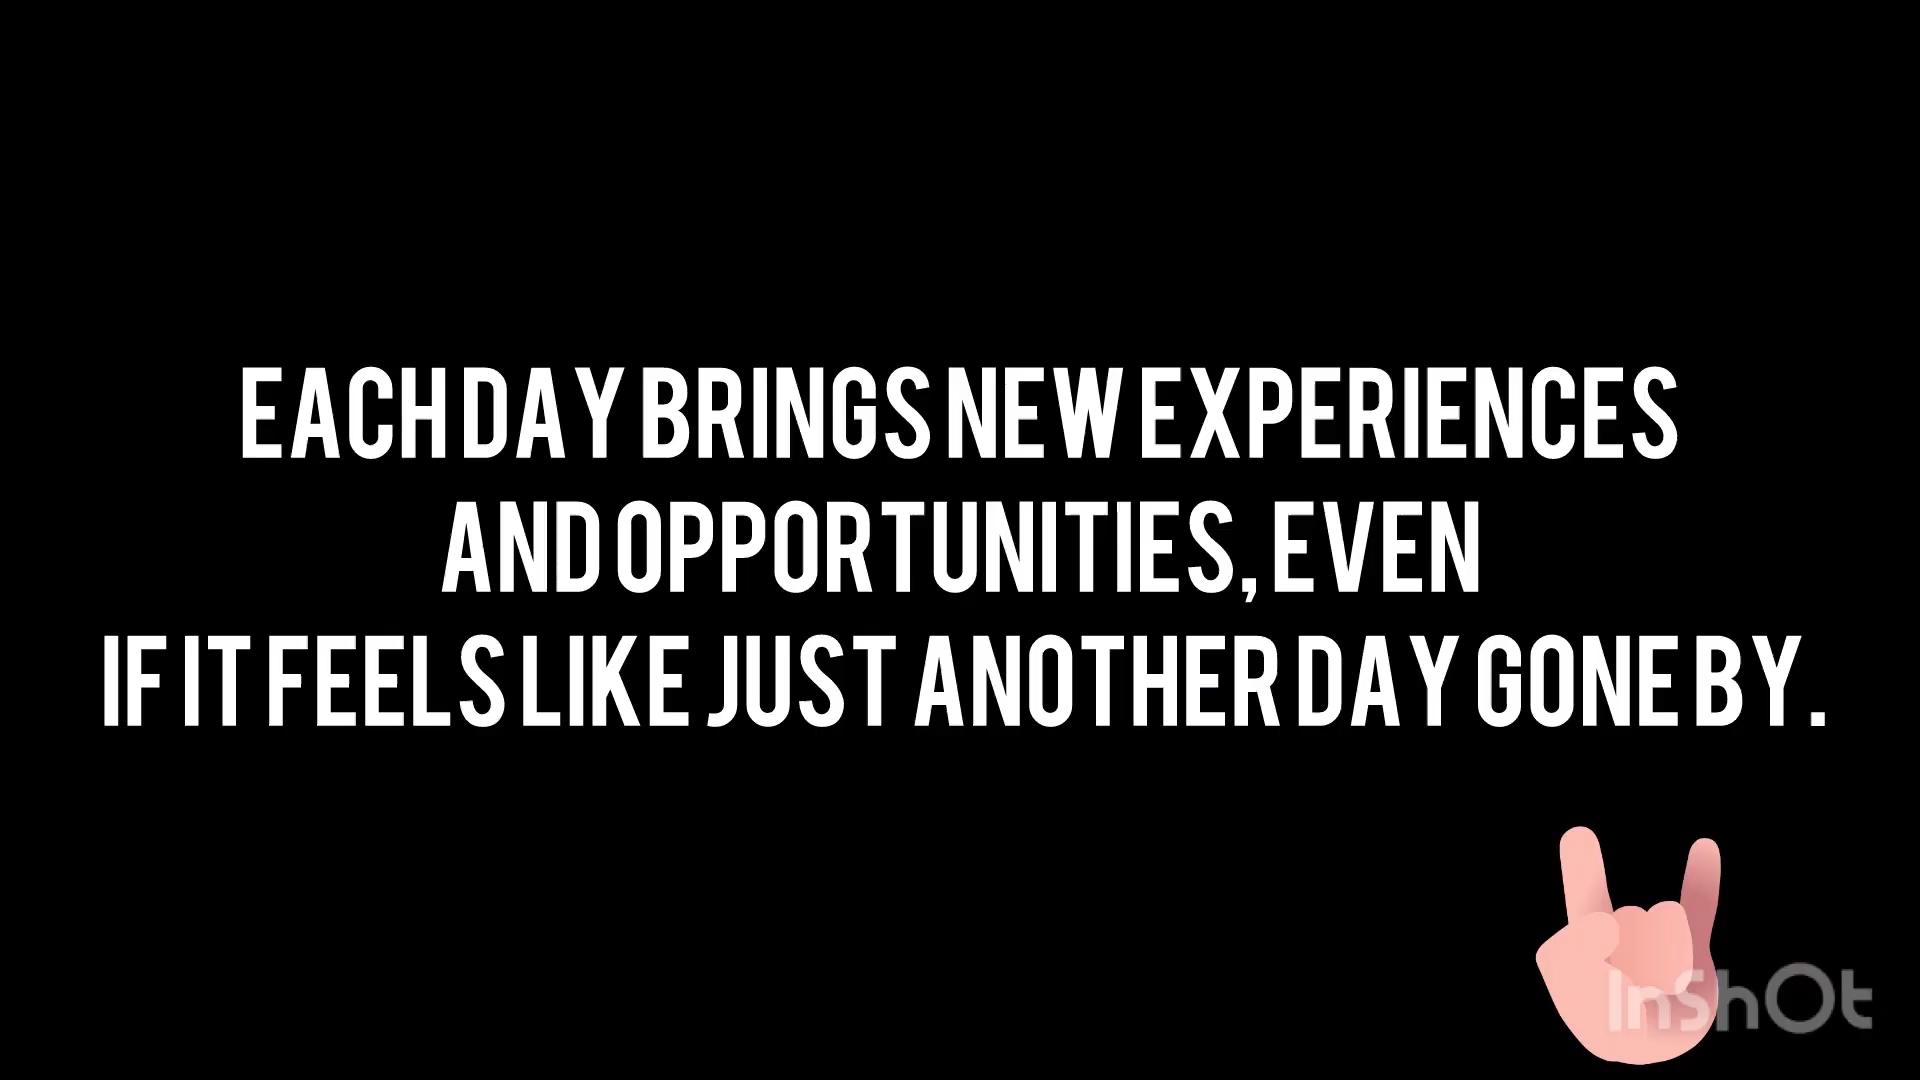 EACH DAY BRINGS NEW EXPERIENCES
AND OPPORTUNITIES, EVEN
IF IT FEELS LIKE JUST ANOTHER DAY GONE BY.
InShOt